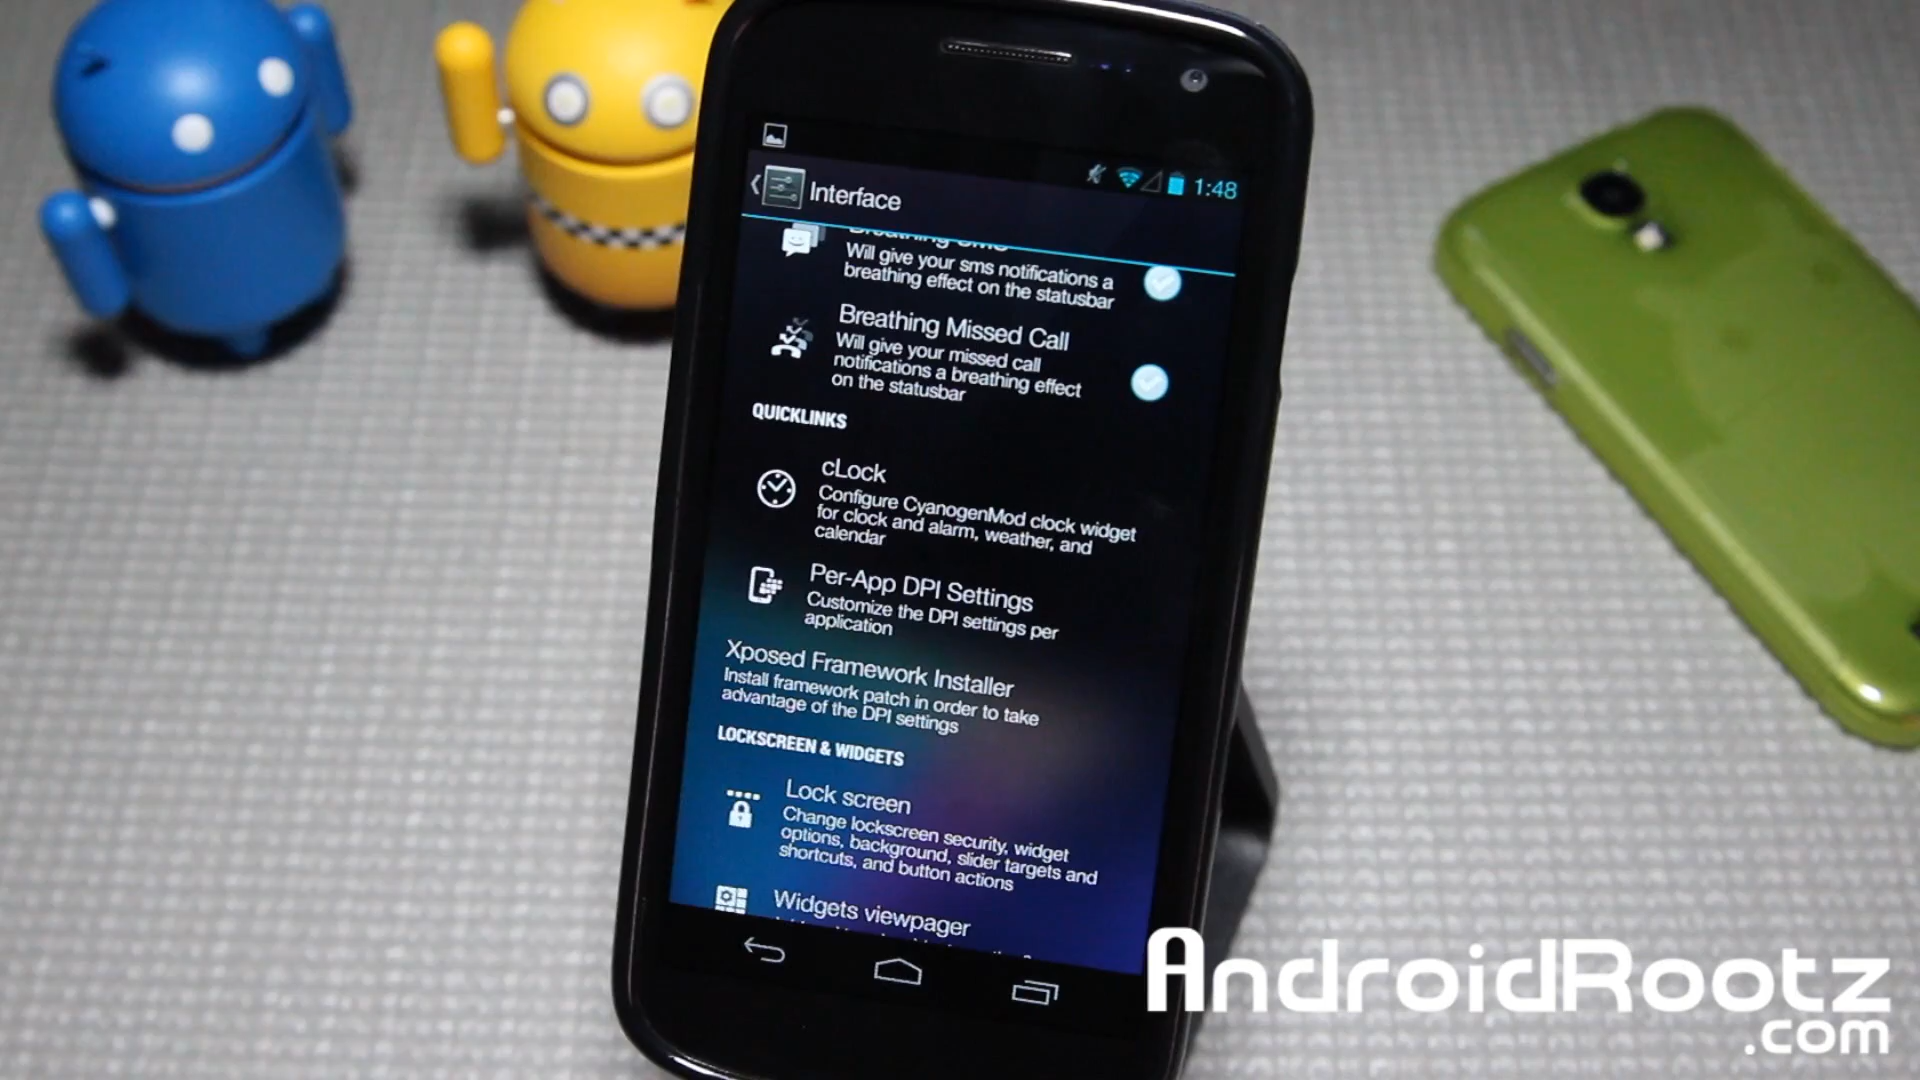 1:48
Interface
Breathing SMS
Will give your sms notifications a
breathing effect on the statusbar
Breathing Missed Call
Will give your missed call
notifications a breathing effect
on the statusbar
QUICKLINKS
cLock
Configure CyanogenMod clock widget
for clock and alarm, weather, and
calendar
Per-App DPI Settings
Customize the DPI settings per
application
Xposed Framework Installer
Install framework patch in order to take
advantage of the DPI settings
LOCKSCREEN & WIDGETS
Lock screen
Change lockscreen security, widget
options, background, slider targets and
shortcuts, and button actions
Widgets viewpager
AndroidRootz
.com